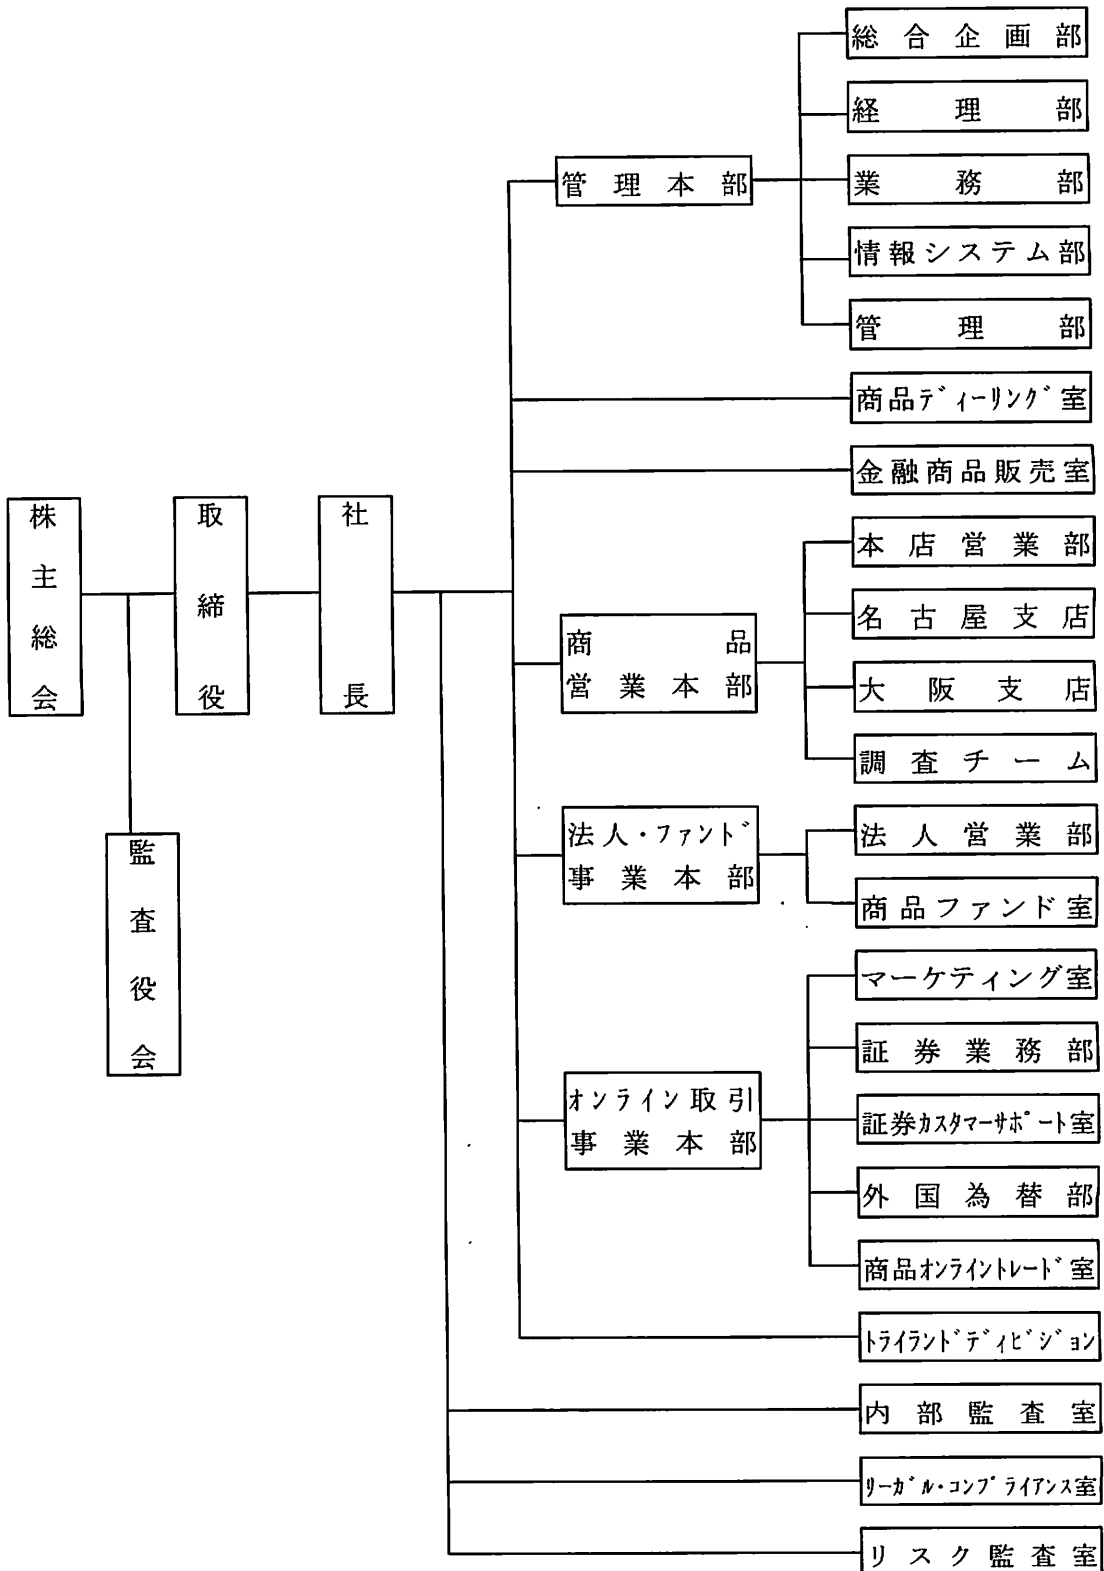 株主総会
取締役
社長
監査役会
管理本部
総合企画部
経理部
業務部
情報システム部
管理部
商品ディーリング室
金融商品販売室
商品
営業本部
本店営業部
名古屋支店
大阪支店
調査チーム
法人・ファンド
事業本部
法人営業部
商品ファンド室
オンライン取引
事業本部
マーケティング室
証券業務部
証券カスタマーサポート室
外国為替部
商品オンライントレード室
トライランドディビジョン
内部監査室
リーガル・コンプライアンス室
リスク監査室